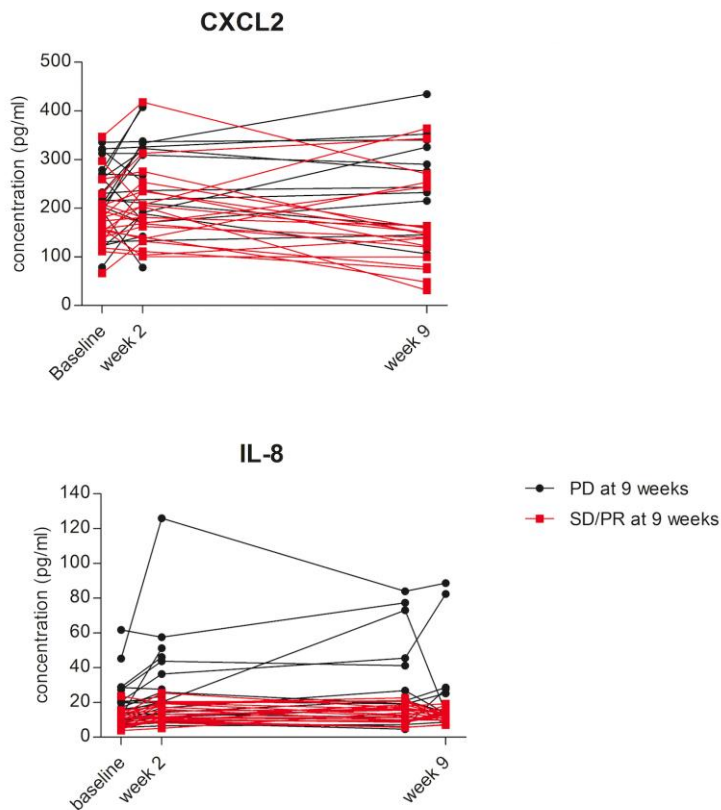 CXCL2
500
400
300
200
100
0
concentration (pg/ml)
Baseline
week 2
week 9
IL-8
140
120
100
80
60
40
20
0
concentration (pg/ml)
baseline
week 2
week 9
PD at 9 weeks
SD/PR at 9 weeks